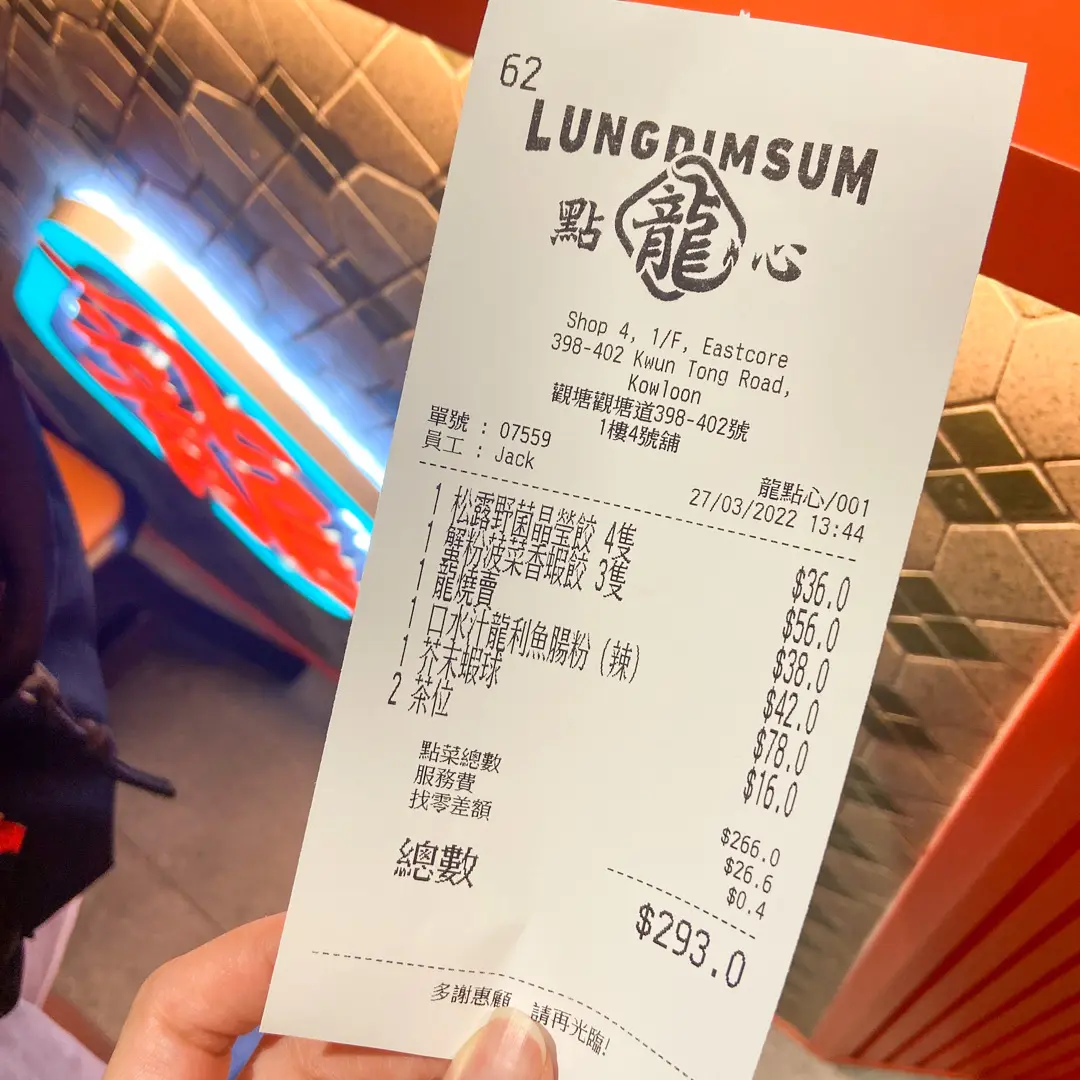 62
LUNGDIMSUM
點 龍 心
Shop 4, 1/F, Eastcore
398-402 Kwun Tong Road,
Kowloon
觀塘觀塘道398-402號
1樓4號舖
單號 : 07559 龍點心/001
員工 : Jack 27/03/2022 13:44
1 松露野菌晶瑩餃 4隻 $36.0
1 蟹粉菠菜香蝦餃 3隻 $56.0
1 龍燒賣 $38.0
1 口水汁龍利魚腸粉 (辣) $42.0
1 芥末蝦球 $78.0
2 茶位 $16.0
點菜總數 $266.0
服務費 $26.6
找零差額 $0.4
總數 $293.0
多謝惠顧 請再光臨!